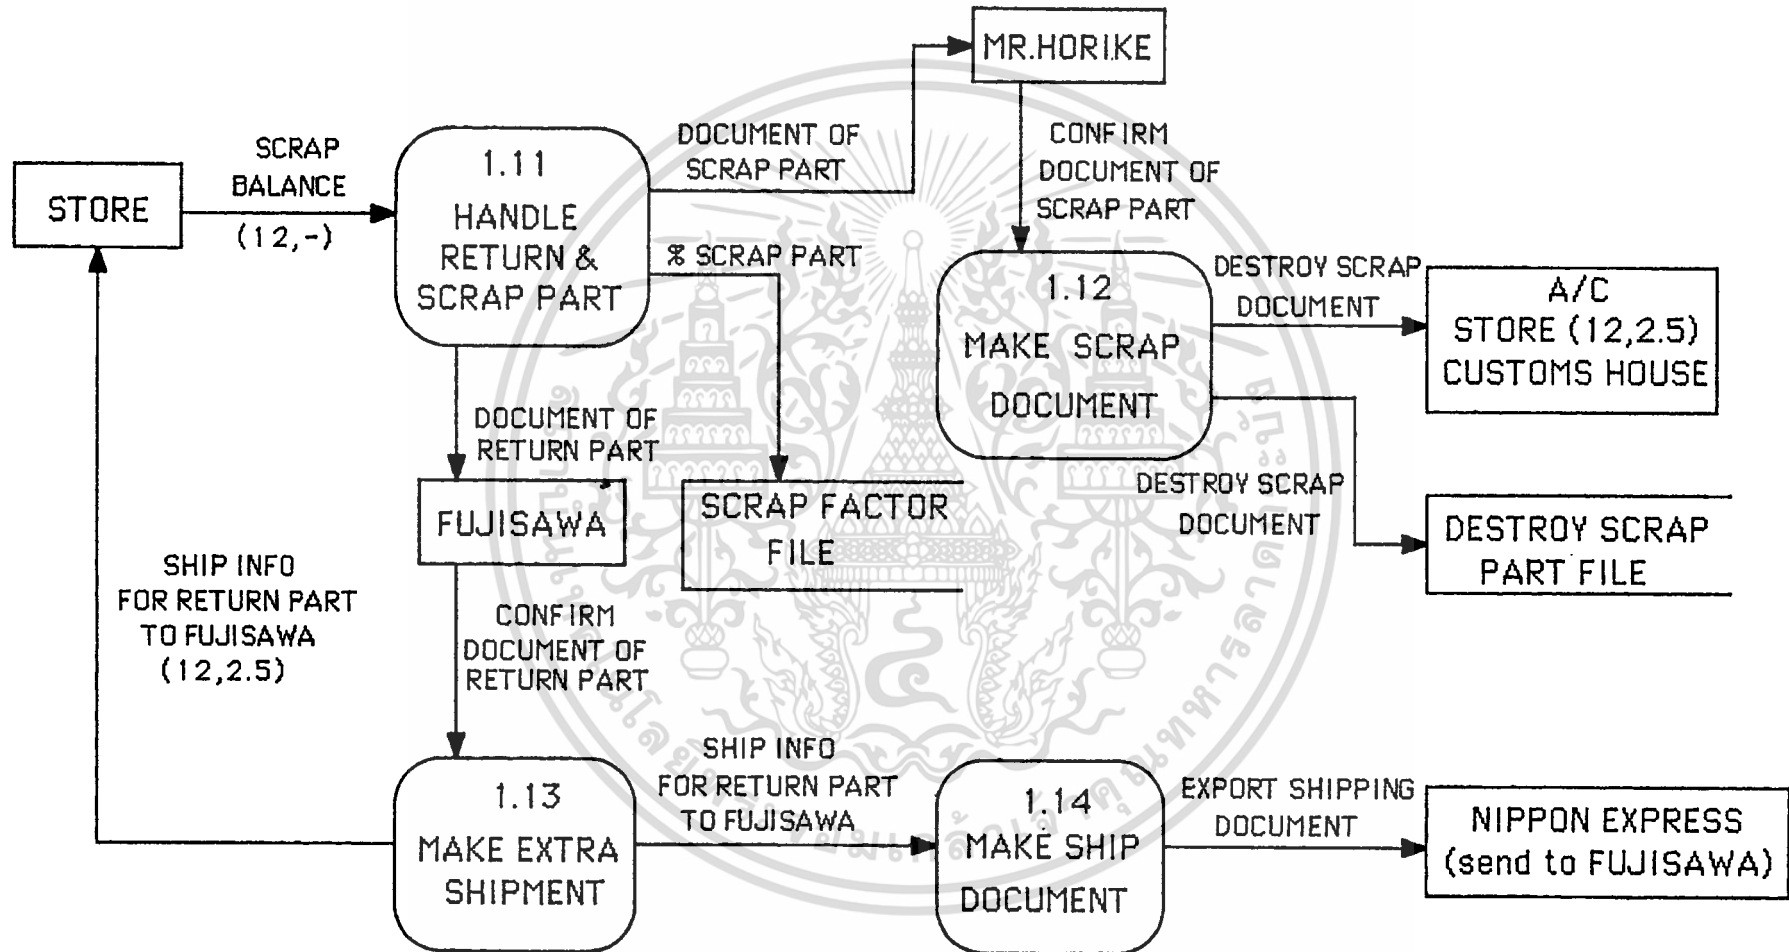 MR.HORIKE
STORE
SCRAP
BALANCE
(12,-)
1.11
HANDLE
RETURN &
SCRAP PART
DOCUMENT OF
SCRAP PART
CONFIRM
DOCUMENT OF
SCRAP PART
% SCRAP PART
1.12
MAKE SCRAP
DOCUMENT
DESTROY SCRAP
DOCUMENT
A/C
STORE (12,2.5)
CUSTOMS HOUSE
DOCUMENT OF
RETURN PART
FUJISAWA
SCRAP FACTOR
FILE
DESTROY SCRAP
DOCUMENT
DESTROY SCRAP
PART FILE
SHIP INFO
FOR RETURN PART
TO FUJISAWA
(12,2.5)
CONFIRM
DOCUMENT OF
RETURN PART
1.13
MAKE EXTRA
SHIPMENT
SHIP INFO
FOR RETURN PART
TO FUJISAWA
1.14
MAKE SHIP
DOCUMENT
EXPORT SHIPPING
DOCUMENT
NIPPON EXPRESS
(send to FUJISAWA)